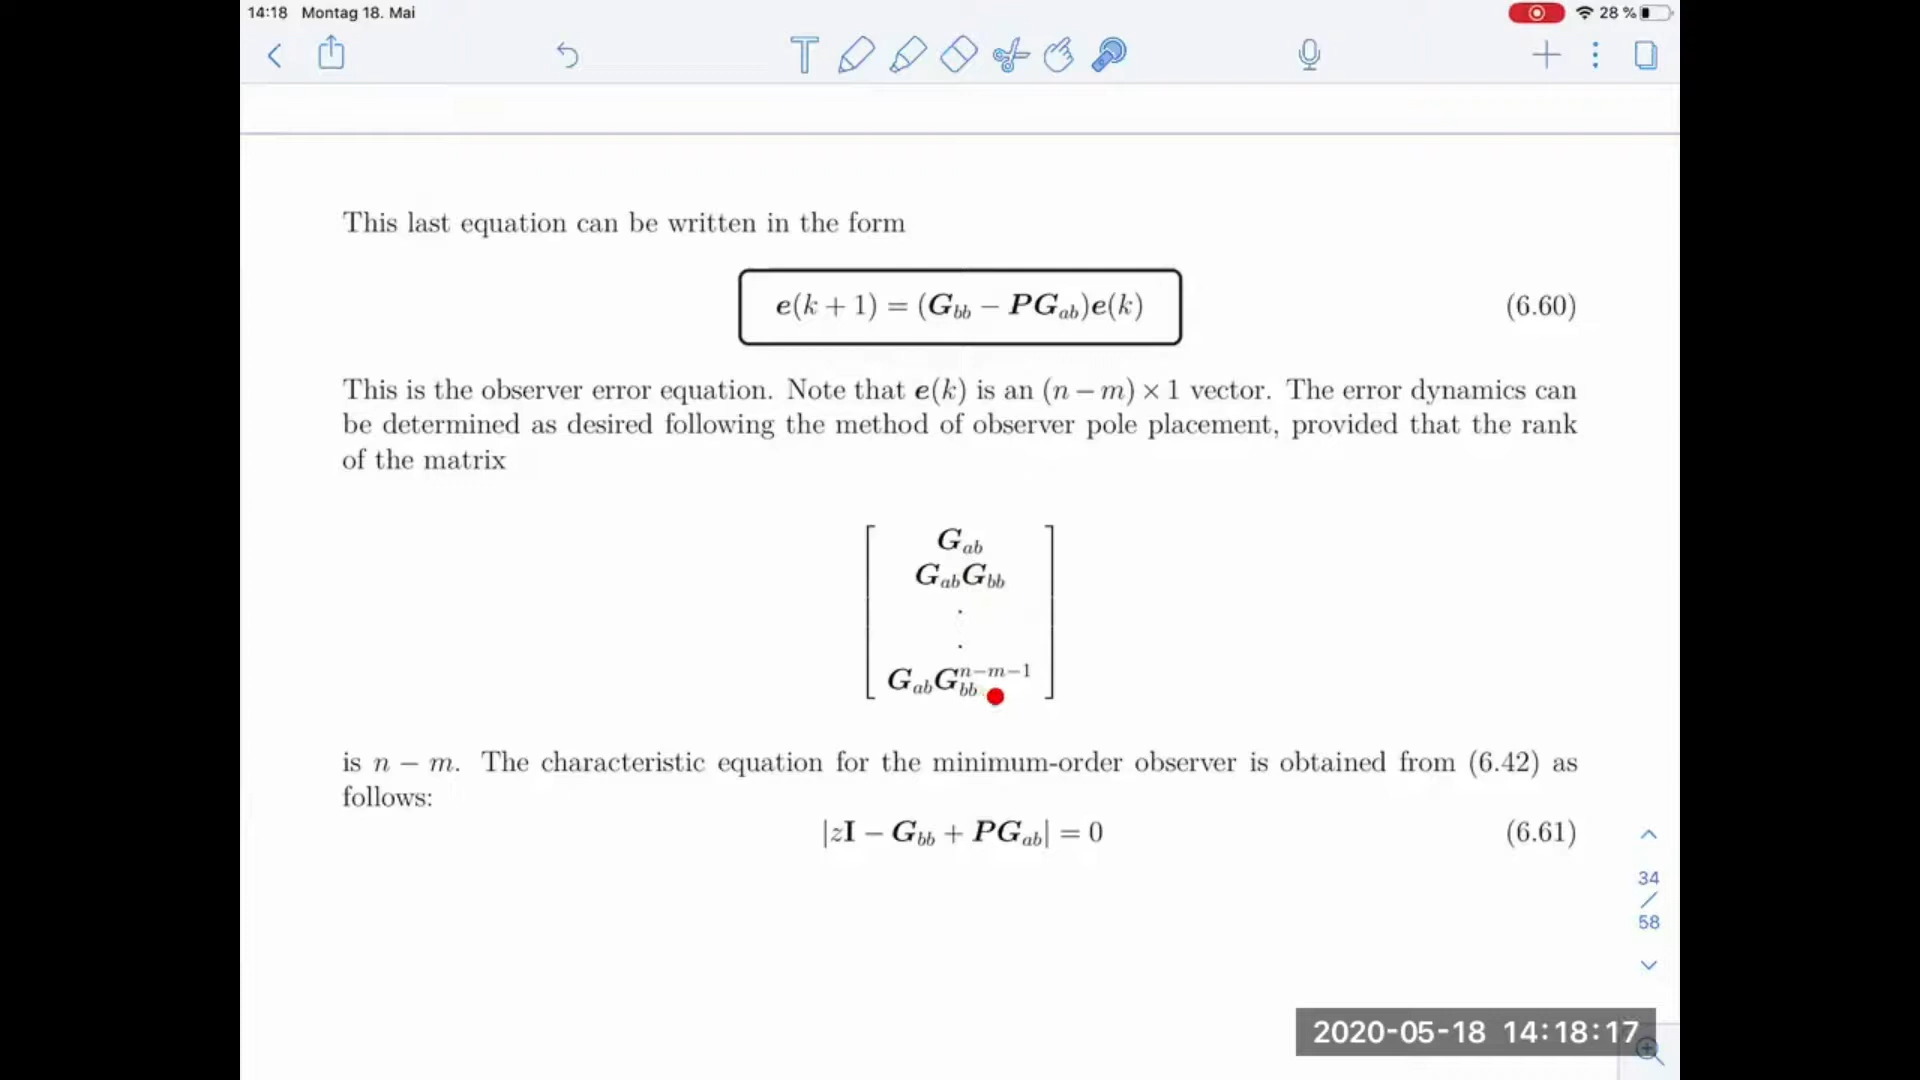 14:18 Montag 18. Mai
28 %
This last equation can be written in the form
e(k + 1) = (G_bb − PG_ab)e(k) (6.60)
This is the observer error equation. Note that e(k) is an (n − m) × 1 vector. The error dynamics can
be determined as desired following the method of observer pole placement, provided that the rank
of the matrix
G_ab
G_abG_bb
.
.
G_abG_bb^{n−m−1}
is n − m. The characteristic equation for the minimum-order observer is obtained from (6.42) as
follows:
|zI − G_bb + PG_ab| = 0 (6.61)
34
/
58
2020-05-18 14:18:17